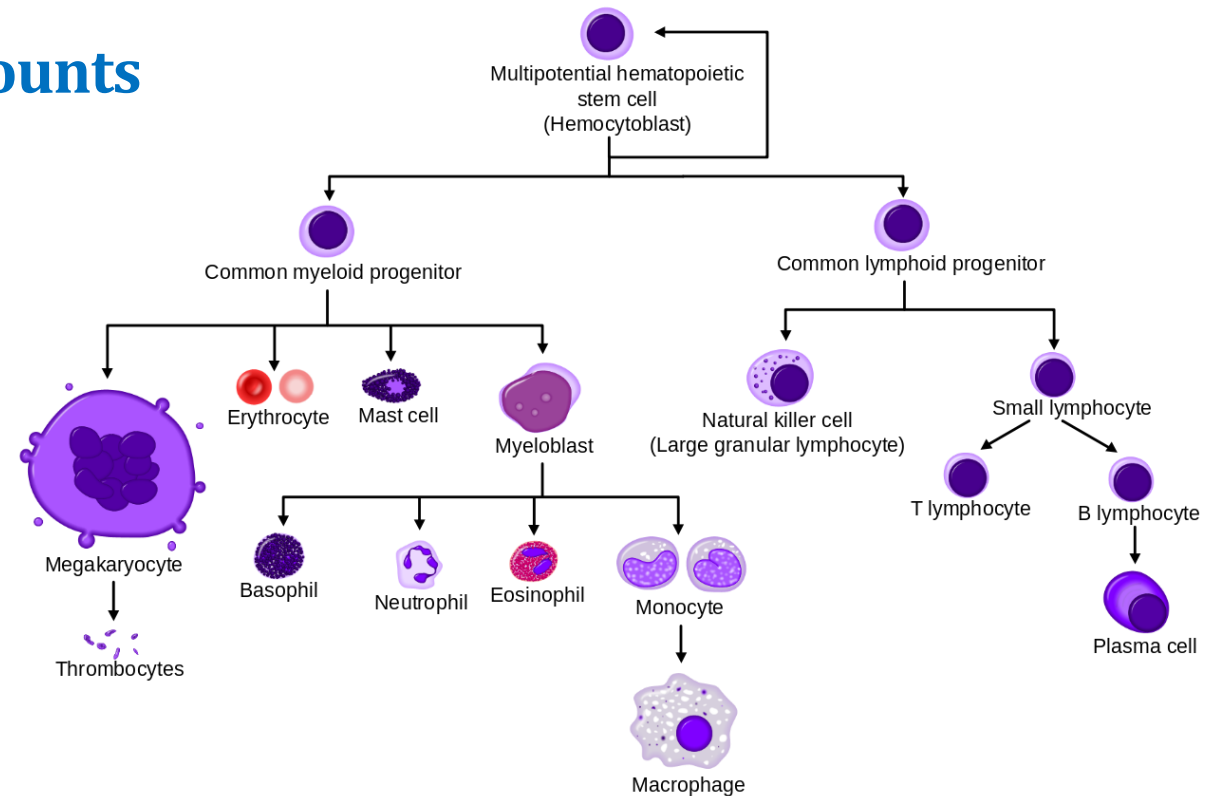 ounts
Multipotential hematopoietic
stem cell
(Hemocytoblast)
Common myeloid progenitor
Common lymphoid progenitor
Erythrocyte
Mast cell
Myeloblast
Natural killer cell
(Large granular lymphocyte)
Small lymphocyte
T lymphocyte
B lymphocyte
Megakaryocyte
Basophil
Neutrophil
Eosinophil
Monocyte
Plasma cell
Thrombocytes
Macrophage